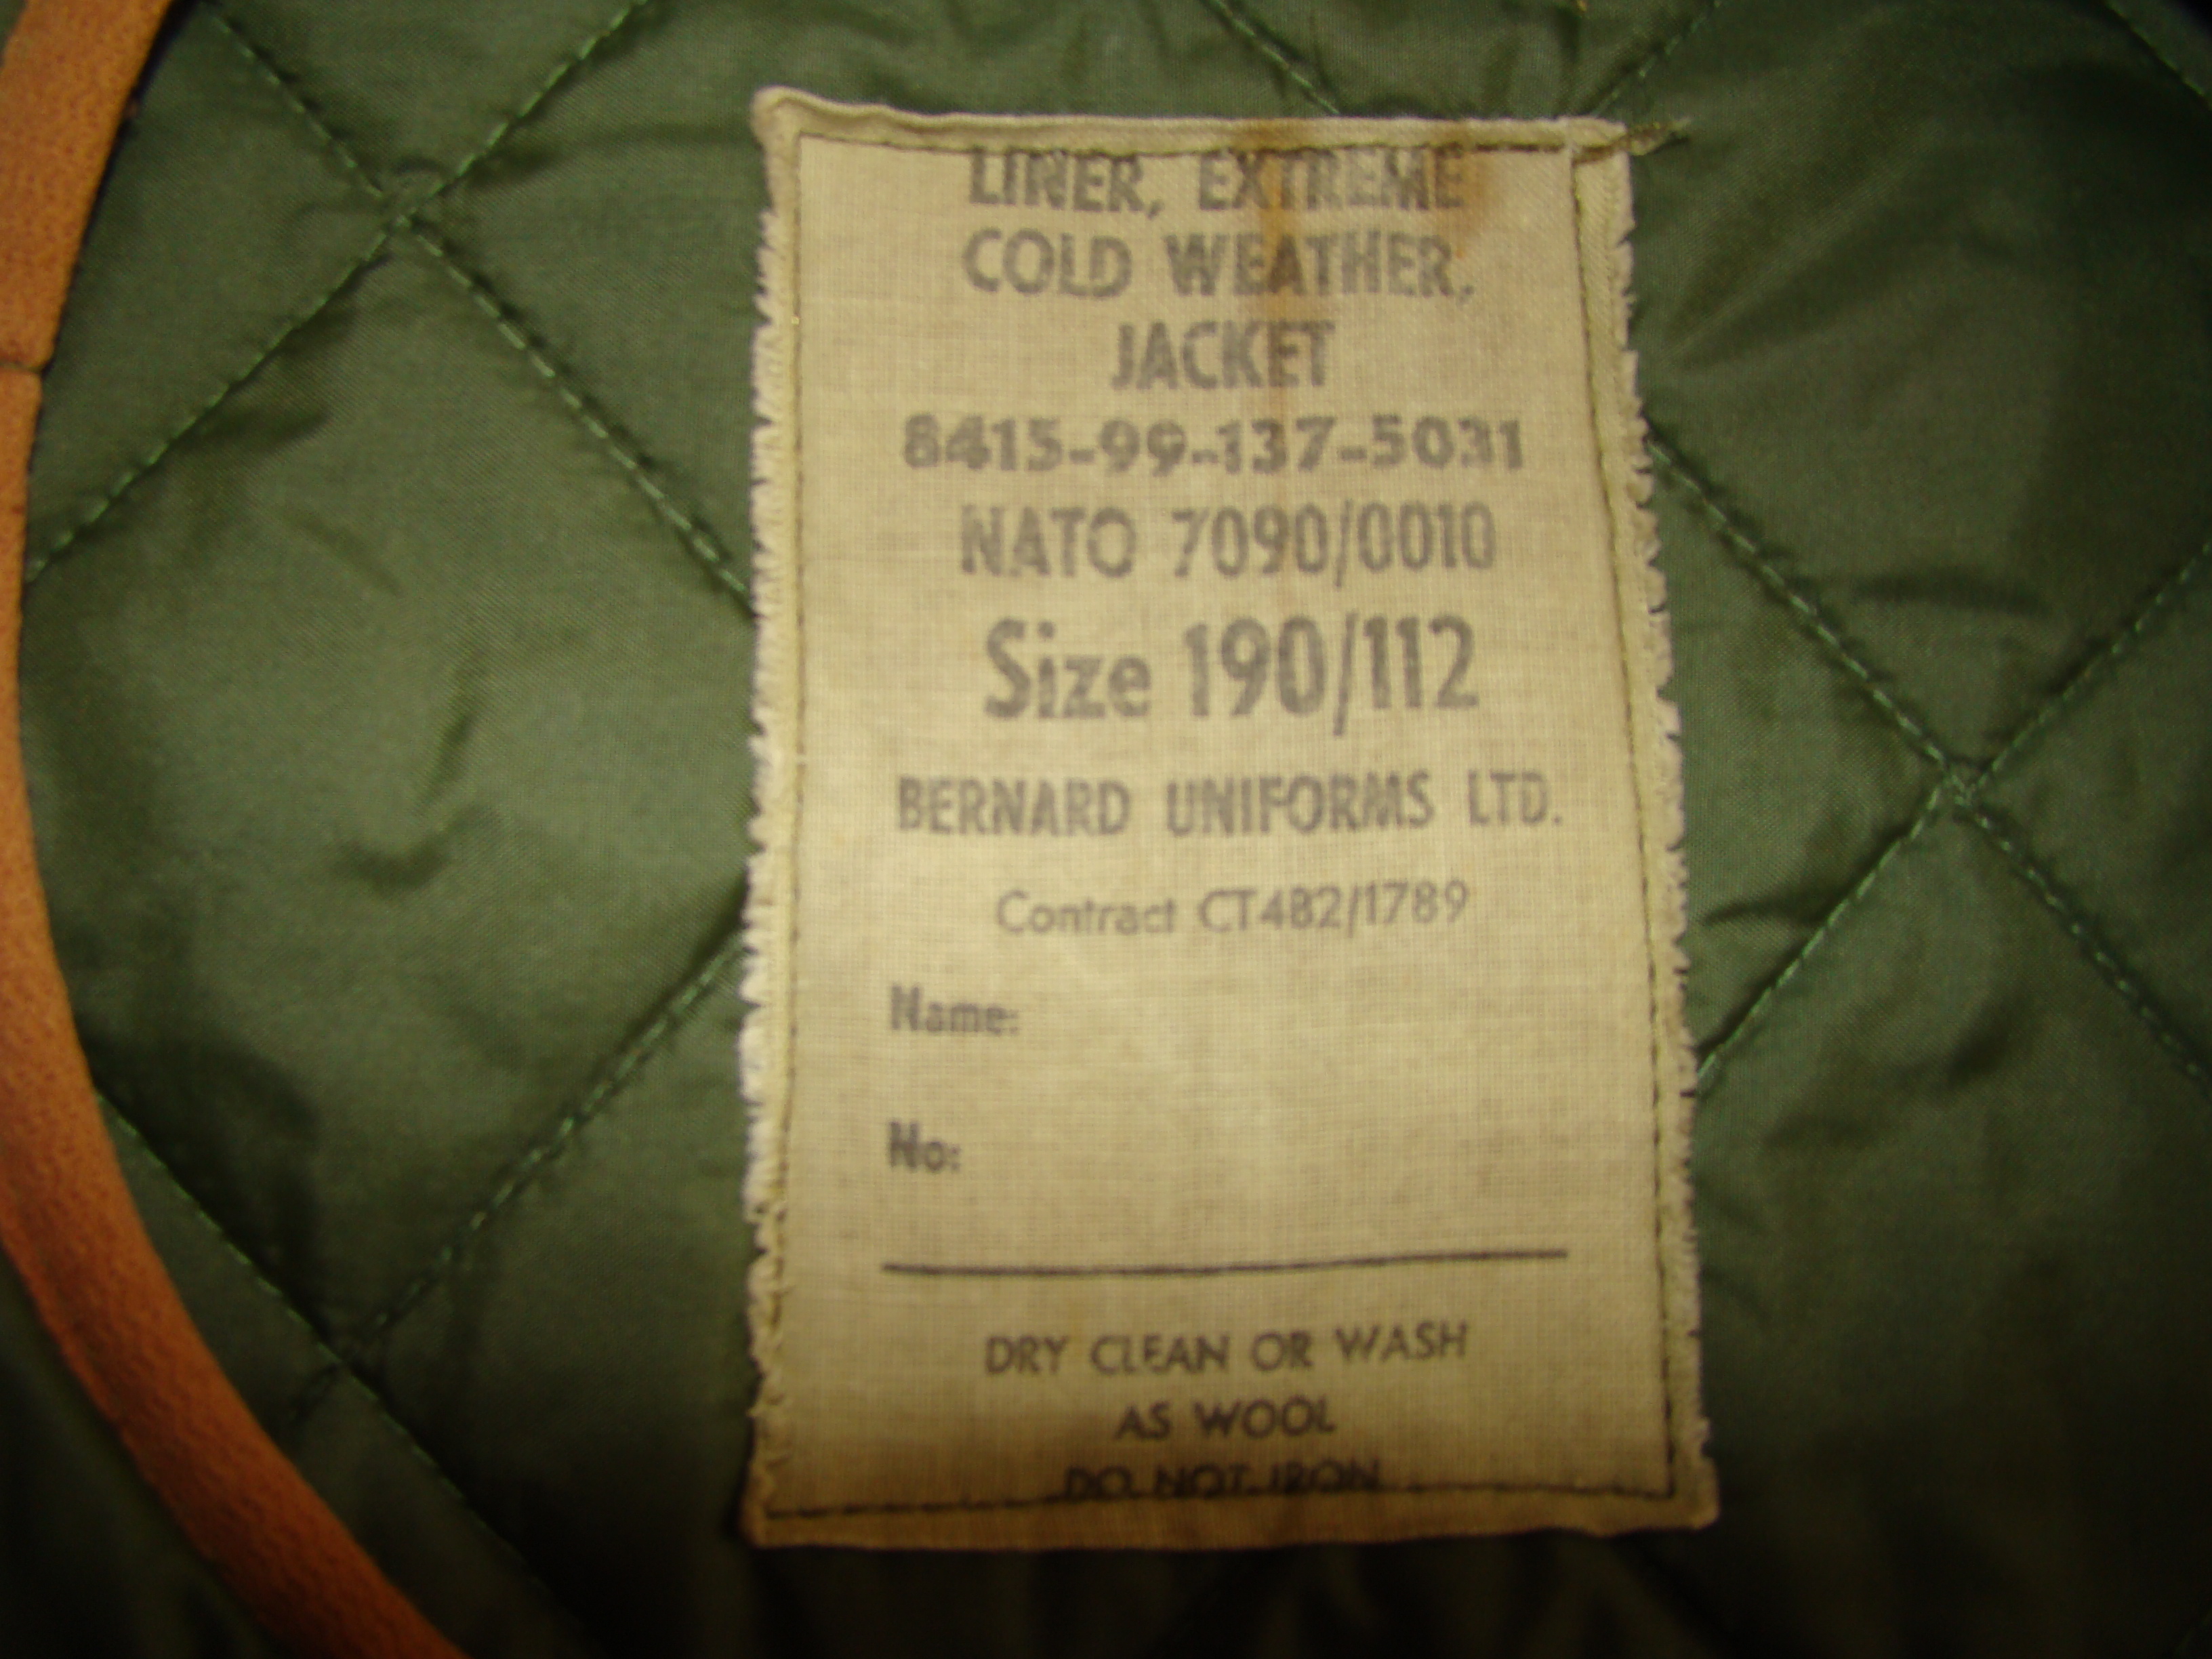 LINER, EXTREME
COLD WEATHER,
JACKET
8415-99-137-5031
NATO 7090/0010
Size 190/112
BERNARD UNIFORMS LTD.
Contract CT482/1789
Name:
No:
DRY CLEAN OR WASH
AS WOOL
DO NOT IRON